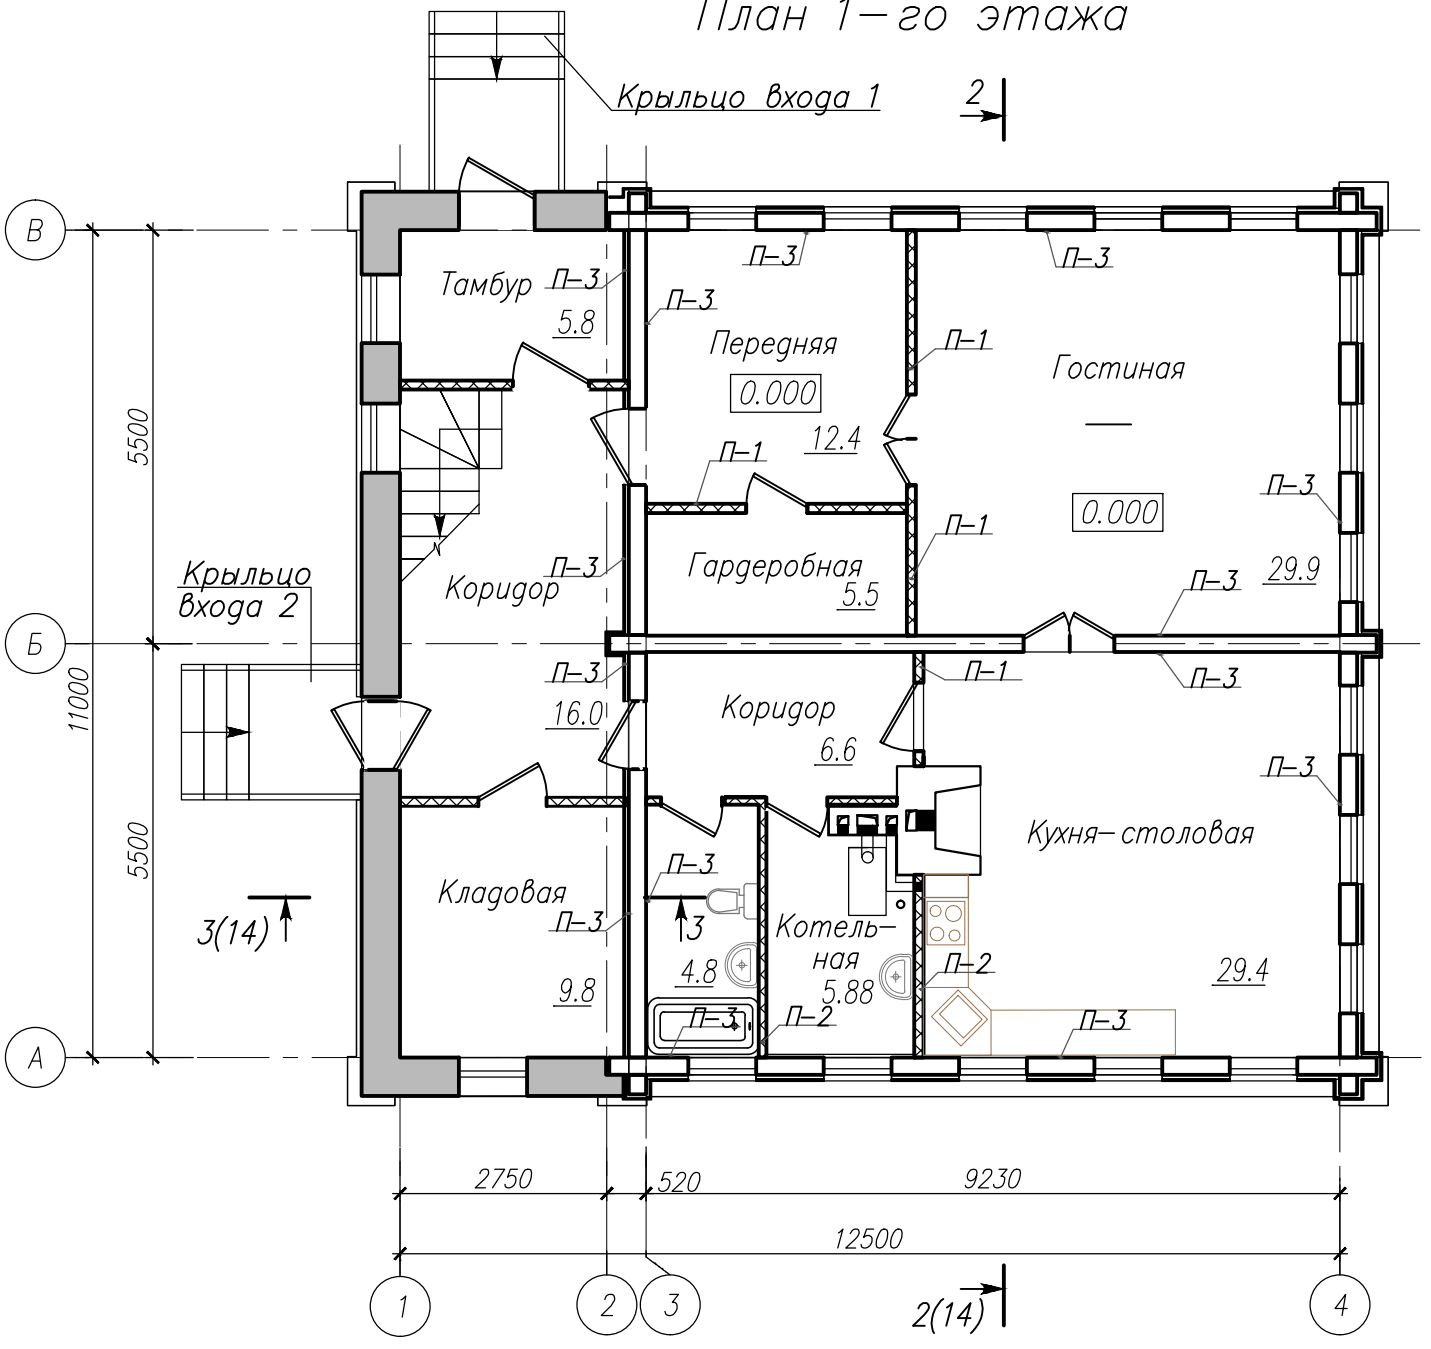 План 1-го этажа
Крыльцо входа 1
2
В
Тамбур
П-3
5.8
П-3
П-3
П-3
Передняя
0.000
12.4
П-1
Гостиная
П-1
5500
Крыльцо
входа 2
Коридор
П-3
Гардеробная
5.5
П-1
0.000
П-3
29.9
П-3
Б
11000
П-3
16.0
Коридор
6.6
П-1
П-3
П-3
5500
Кухня-столовая
Кладовая
П-3
П-3
3(14)
3
Котель-
ная
5.88
4.8
9.8
П-2
29.4
П-3
П-2
П-3
А
2750
520
9230
12500
1
2
3
4
2(14)